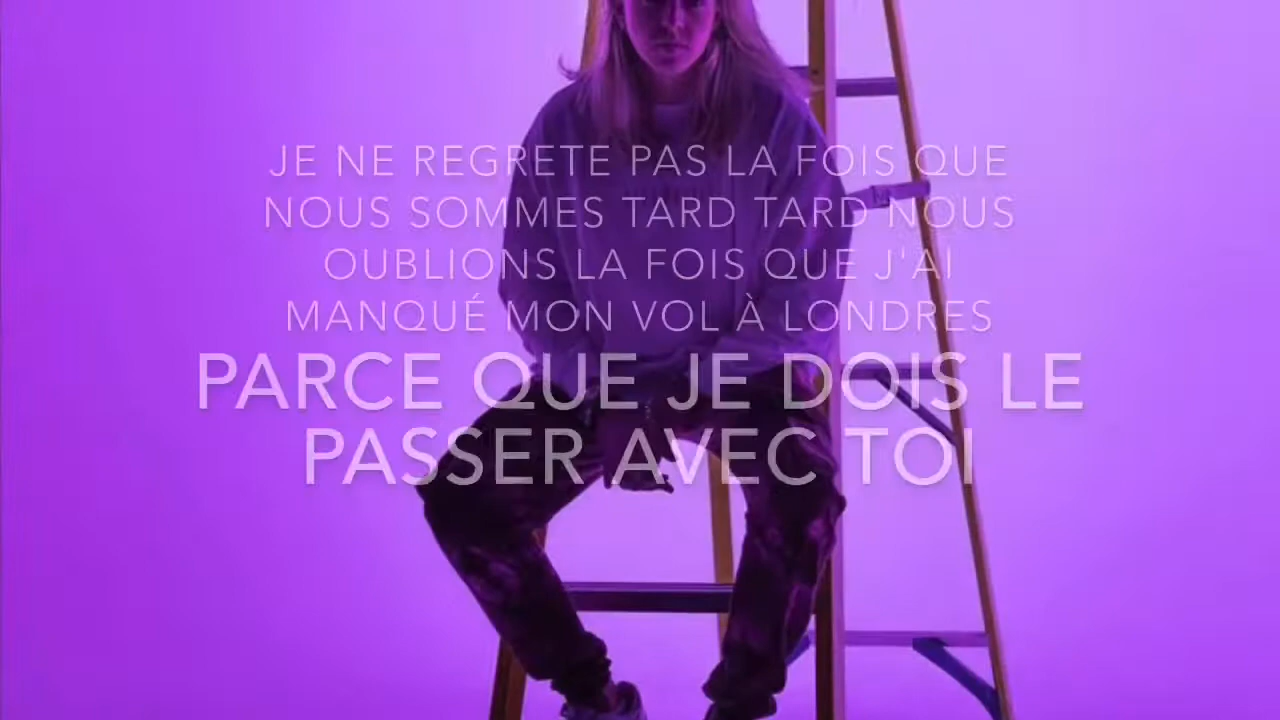 JE NE REGRETE PAS LA FOIS QUE
NOUS SOMMES TARD TARD NOUS
OUBLIONS LA FOIS QUE J'AI
MANQUÉ MON VOL À LONDRES
PARCE QUE JE DOIS LE
PASSER AVEC TOI